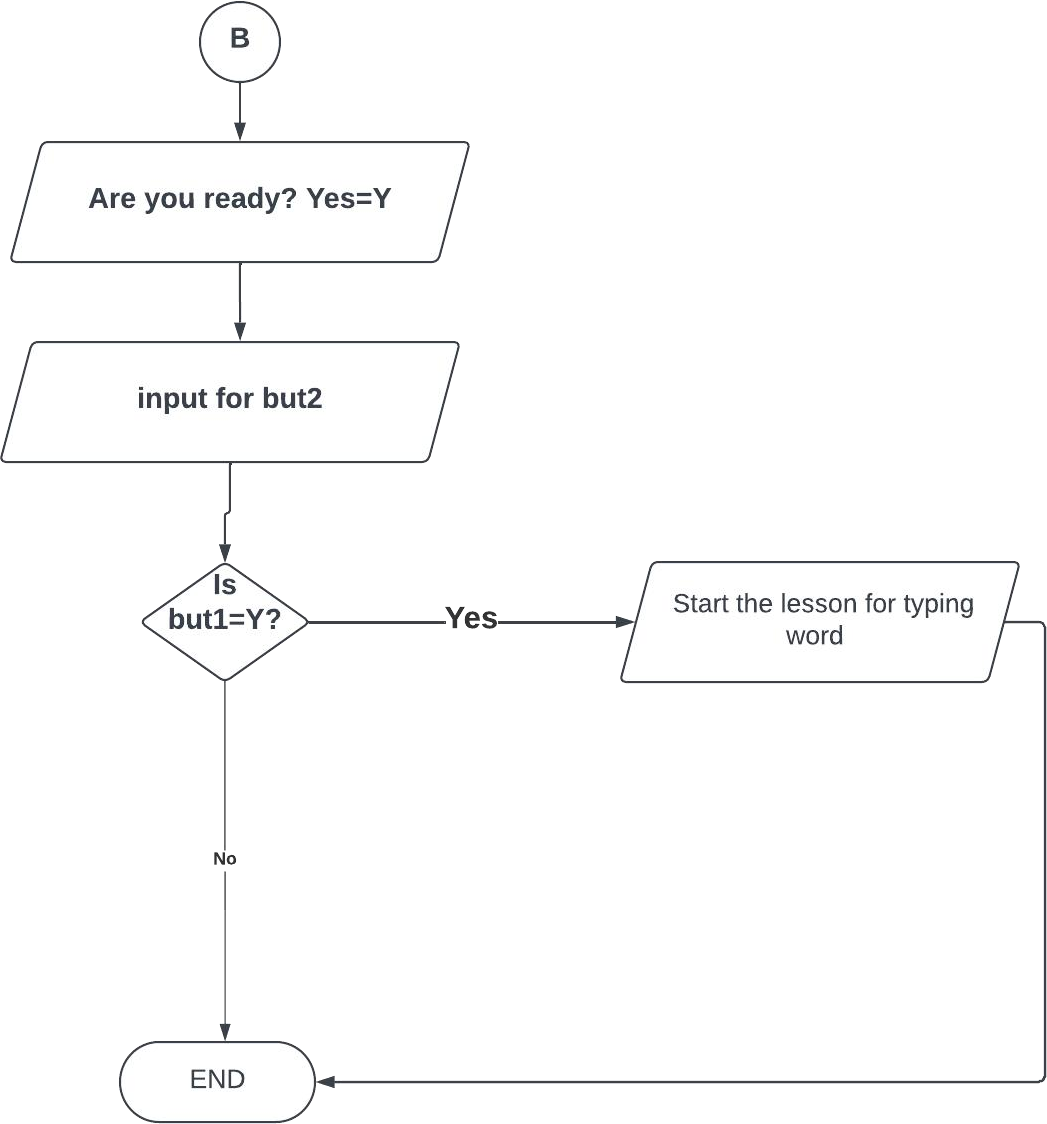 B
Are you ready? Yes=Y
input for but2
Is
but1=Y?
Yes
Start the lesson for typing
word
No
END